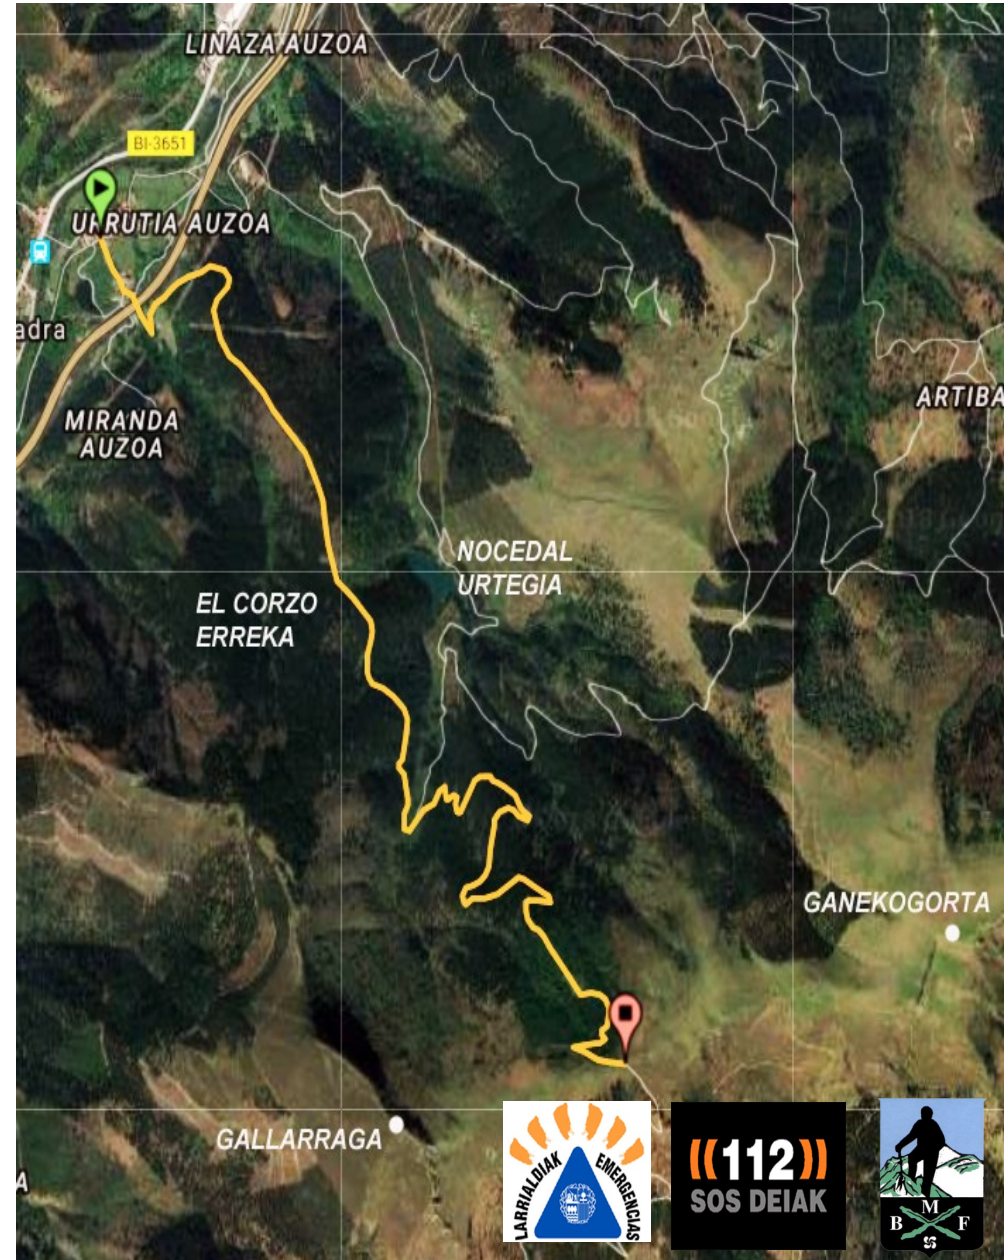 LINAZA AUZOA
BI-3651
URRUTIA AUZOA
adra
ARTIBA
MIRANDA
AUZOA
NOCEDAL
URTEGIA
EL CORZO
ERREKA
GANEKOGORTA
GALLARRAGA
A
LARRIALDIAK EMERGENCIAS
((112))
SOS DEIAK
B M F